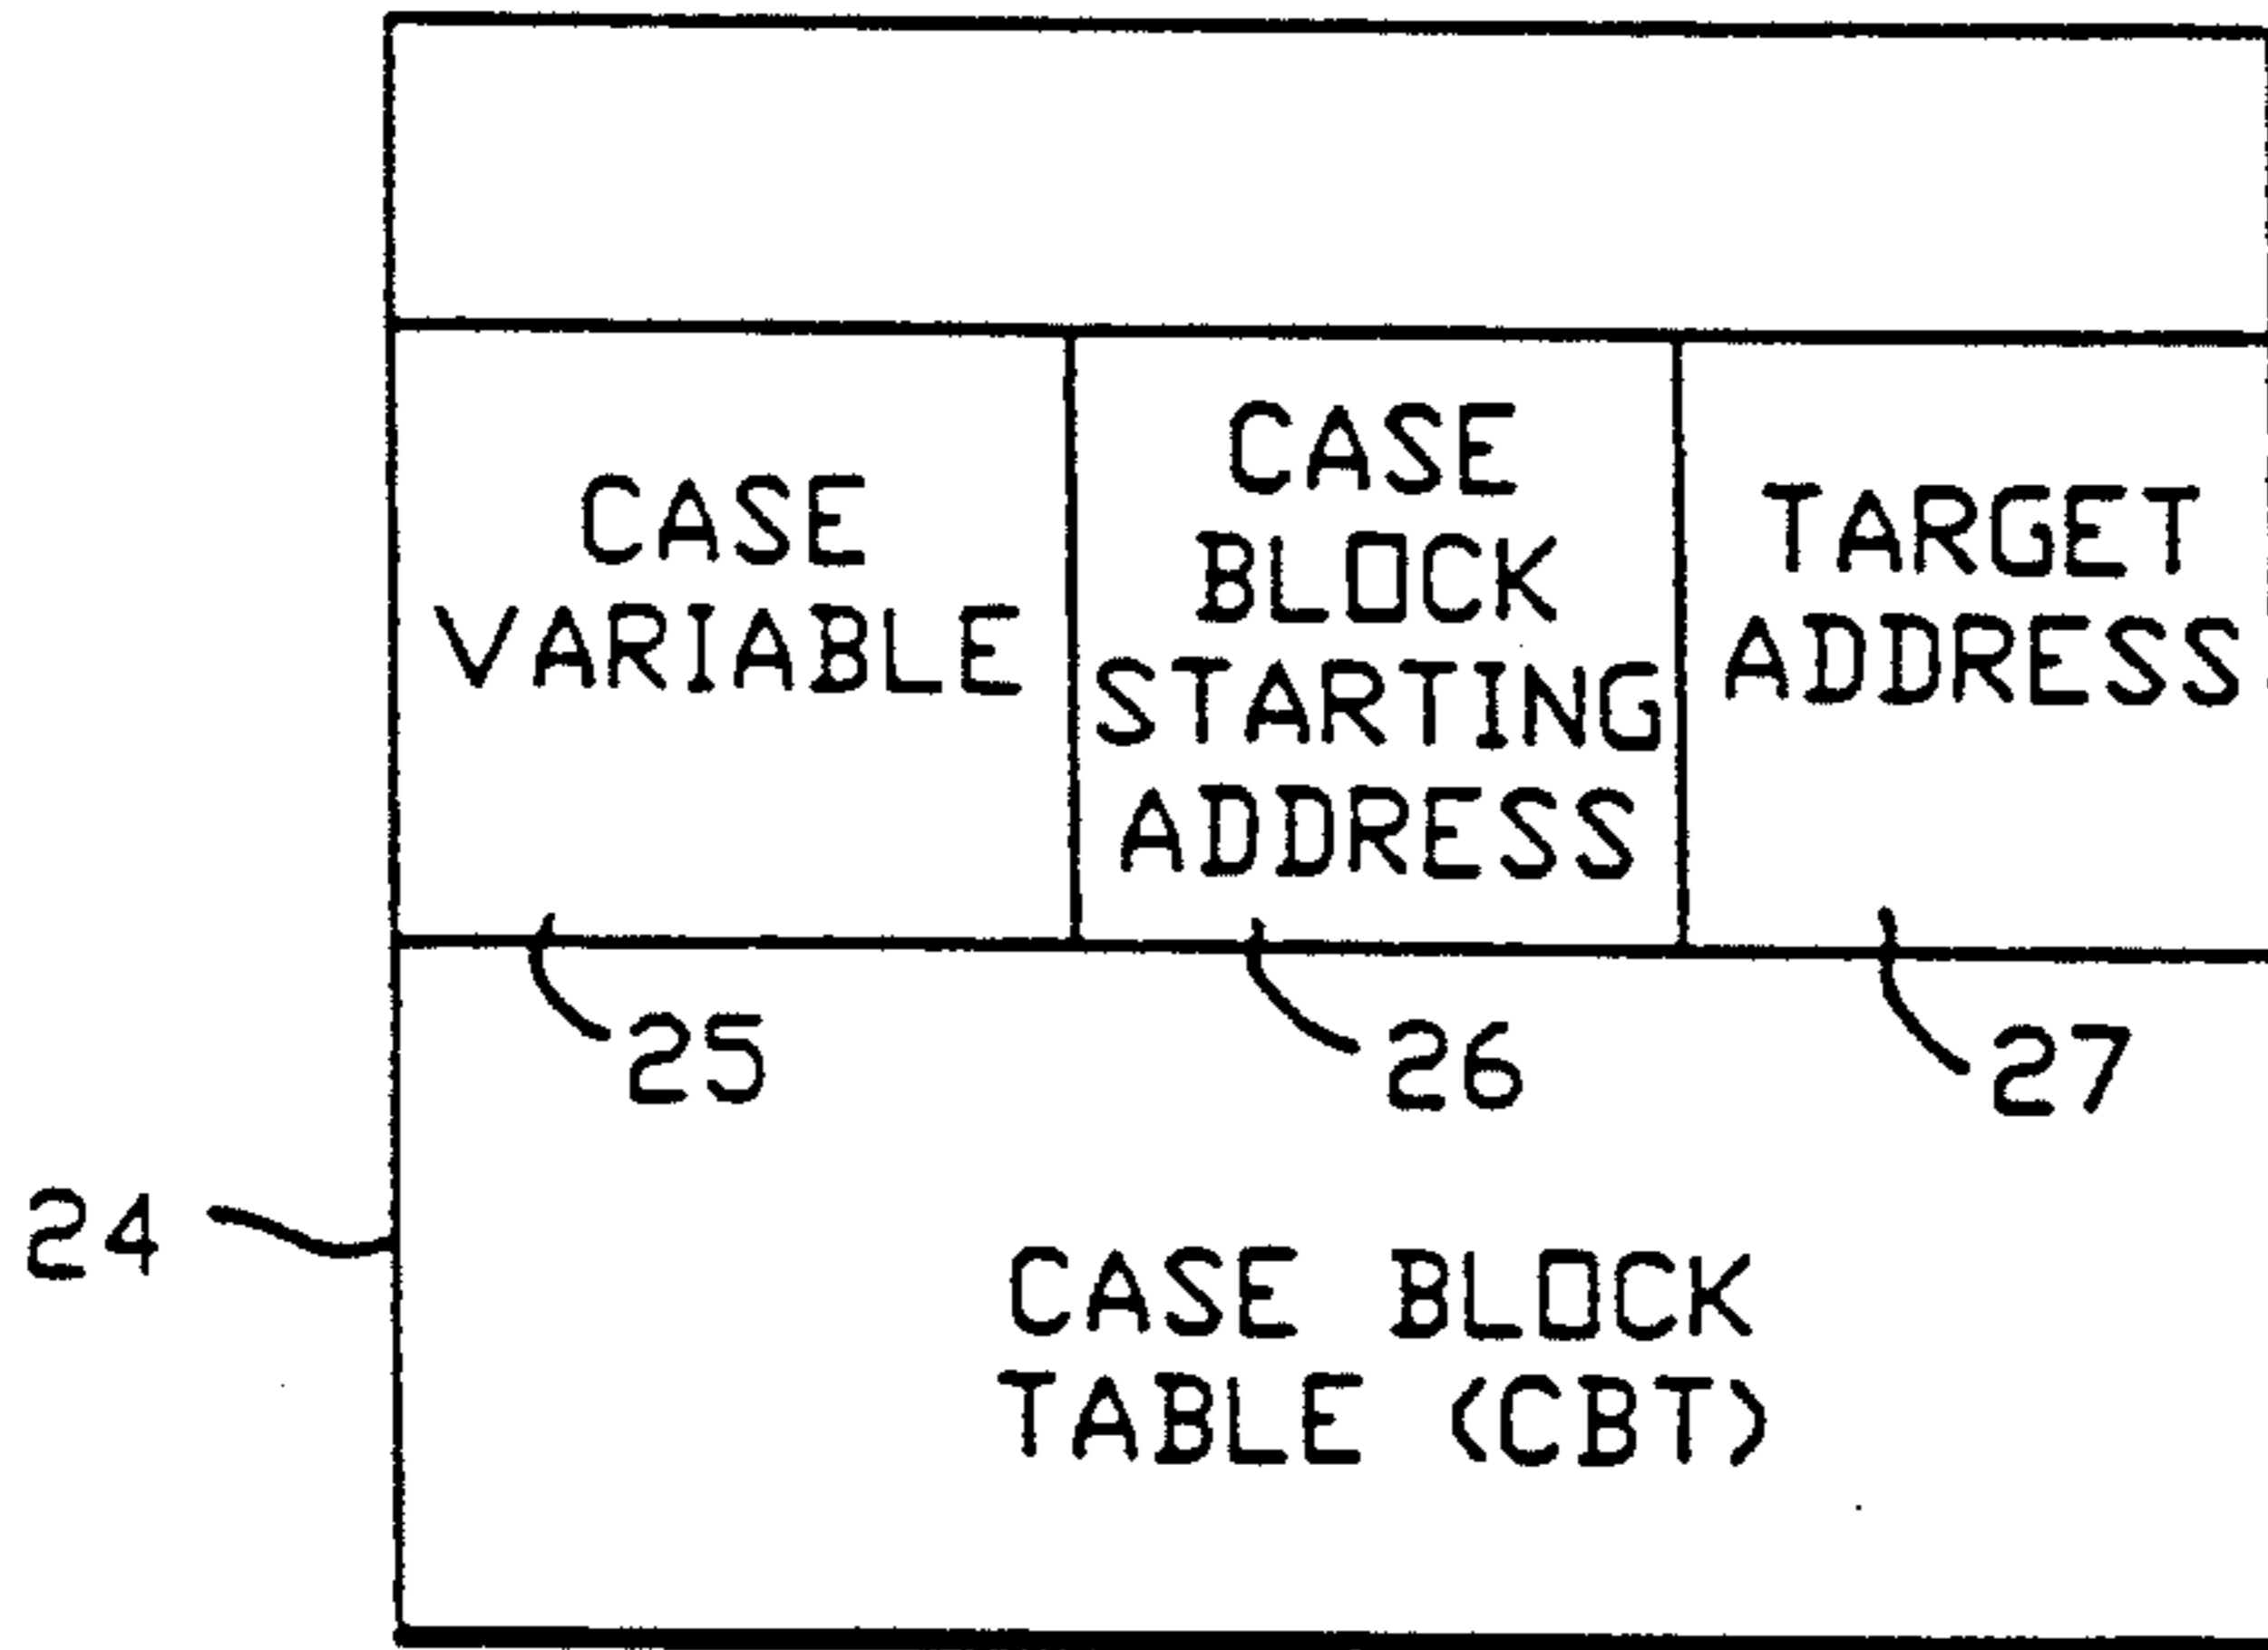 CASE
VARIABLE
CASE
BLOCK
STARTING
ADDRESS
TARGET
ADDRESS
25
26
27
24
CASE BLOCK
TABLE (CBT)